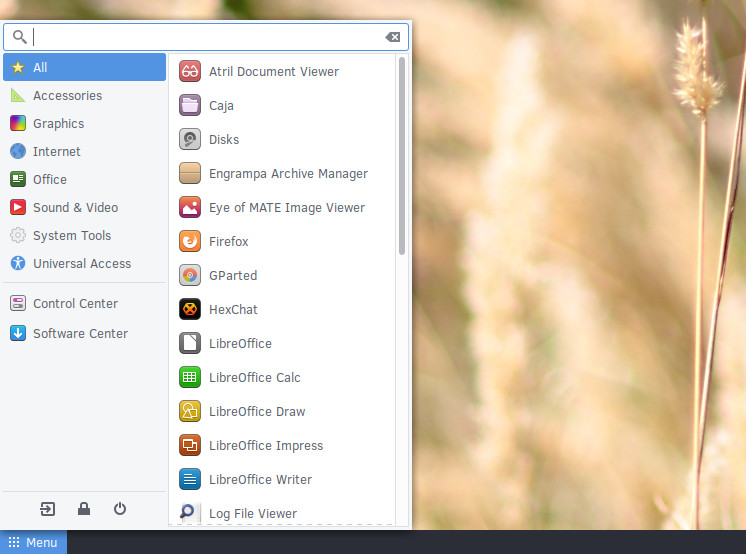 All
Accessories
Graphics
Internet
Office
Sound & Video
System Tools
Universal Access
Control Center
Software Center
Atril Document Viewer
Caja
Disks
Engrampa Archive Manager
Eye of MATE Image Viewer
Firefox
GParted
HexChat
LibreOffice
LibreOffice Calc
LibreOffice Draw
LibreOffice Impress
LibreOffice Writer
Log File Viewer
Menu